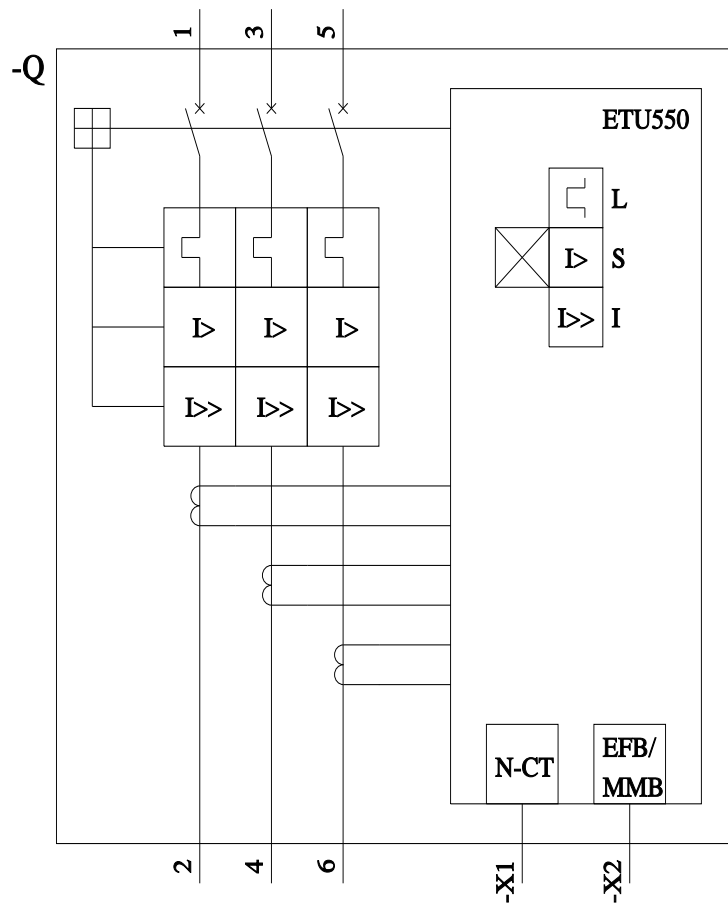 1 3 5
-Q
ETU550
L
I> S
I>> I
I> I> I>
I>> I>> I>>
N-CT
EFB/
MMB
2 4 6
-X1 -X2